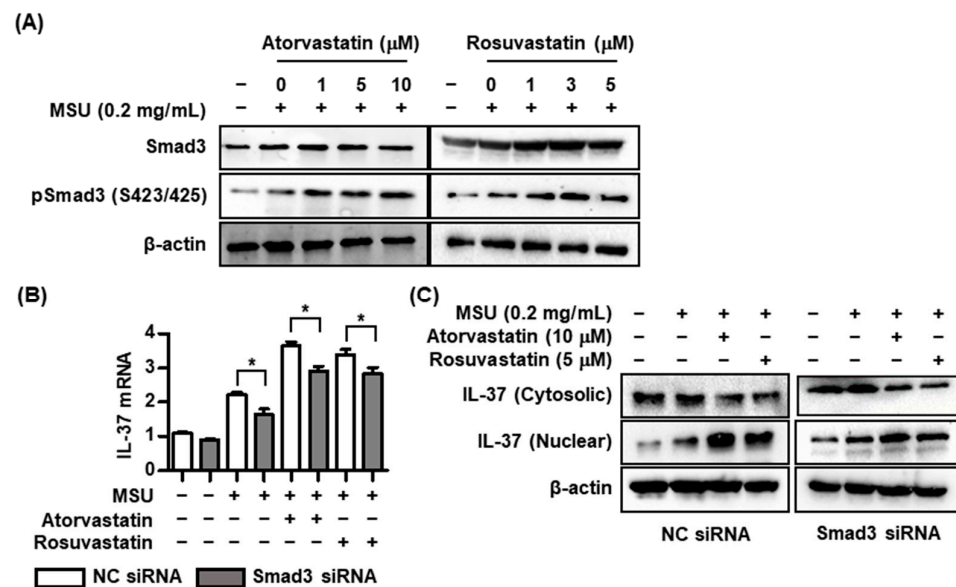 (A)
Atorvastatin (μM) Rosuvastatin (μM)
– 0 1 5 10 – 0 1 3 5
MSU (0.2 mg/mL) – + + + + – + + + +
Smad3
pSmad3 (S423/425)
β-actin
(B)
IL-37 mRNA
4
3
2
1
0
* * *
MSU – – + + + + + +
Atorvastatin – – – – + + – –
Rosuvastatin – – – – – – + +
NC siRNA Smad3 siRNA
(C)
MSU (0.2 mg/mL) – + + + – + + +
Atorvastatin (10 μM) – – + – – – + –
Rosuvastatin (5 μM) – – – + – – – +
IL-37 (Cytosolic)
IL-37 (Nuclear)
β-actin
NC siRNA Smad3 siRNA